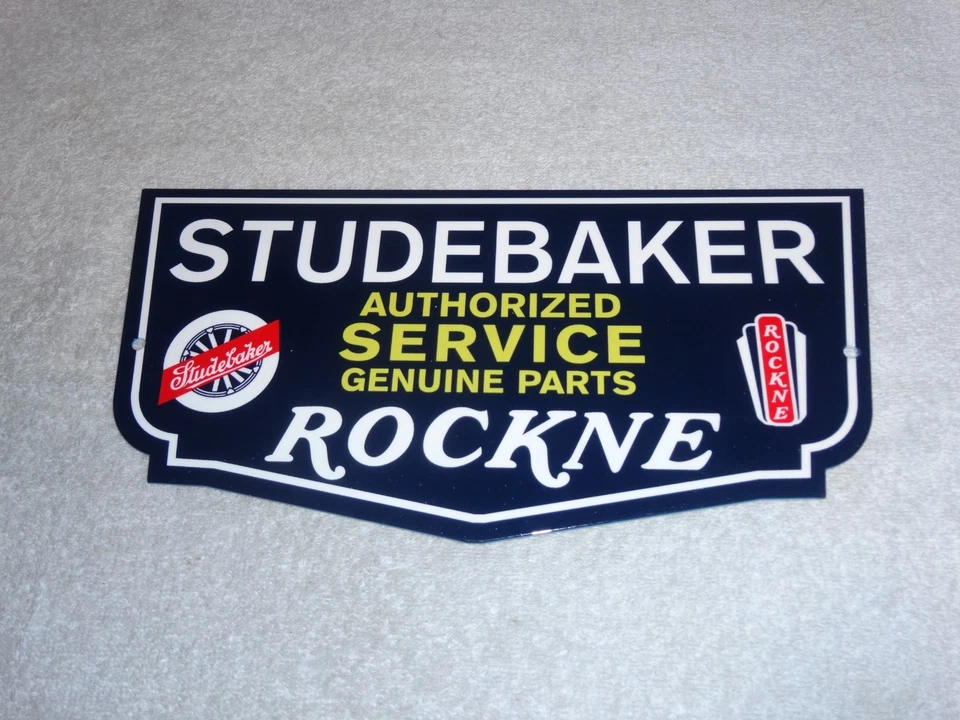 STUDEBAKER
AUTHORIZED
SERVICE
GENUINE PARTS
Studebaker
ROCKNE
ROCKNE